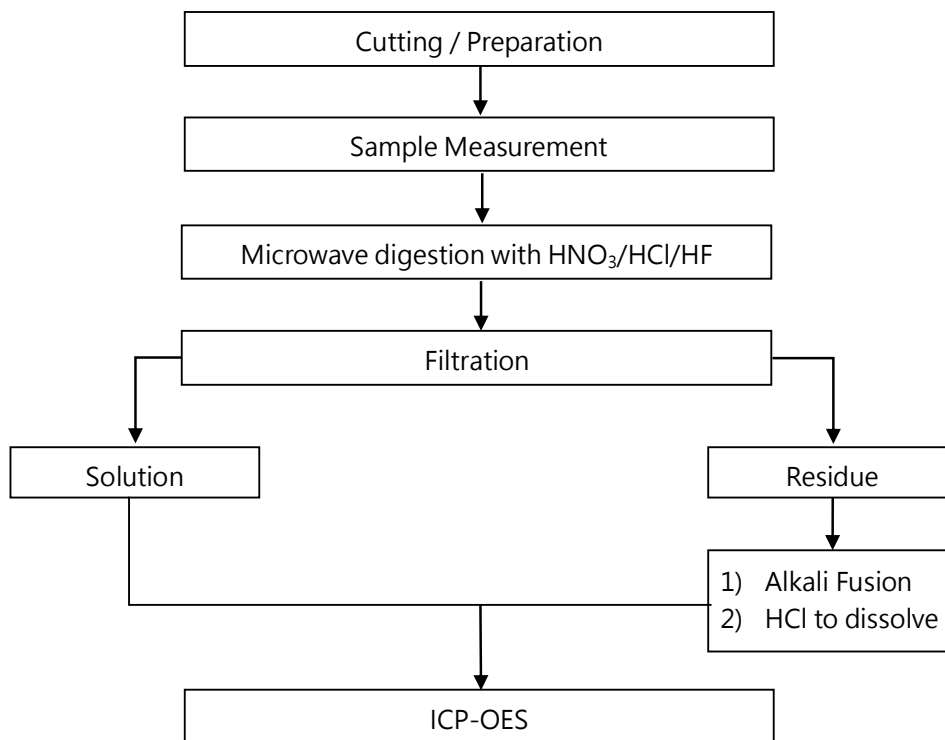 Cutting / Preparation
Sample Measurement
Microwave digestion with HNO₃/HCl/HF
Filtration
Solution
Residue
1) Alkali Fusion
2) HCl to dissolve
ICP-OES